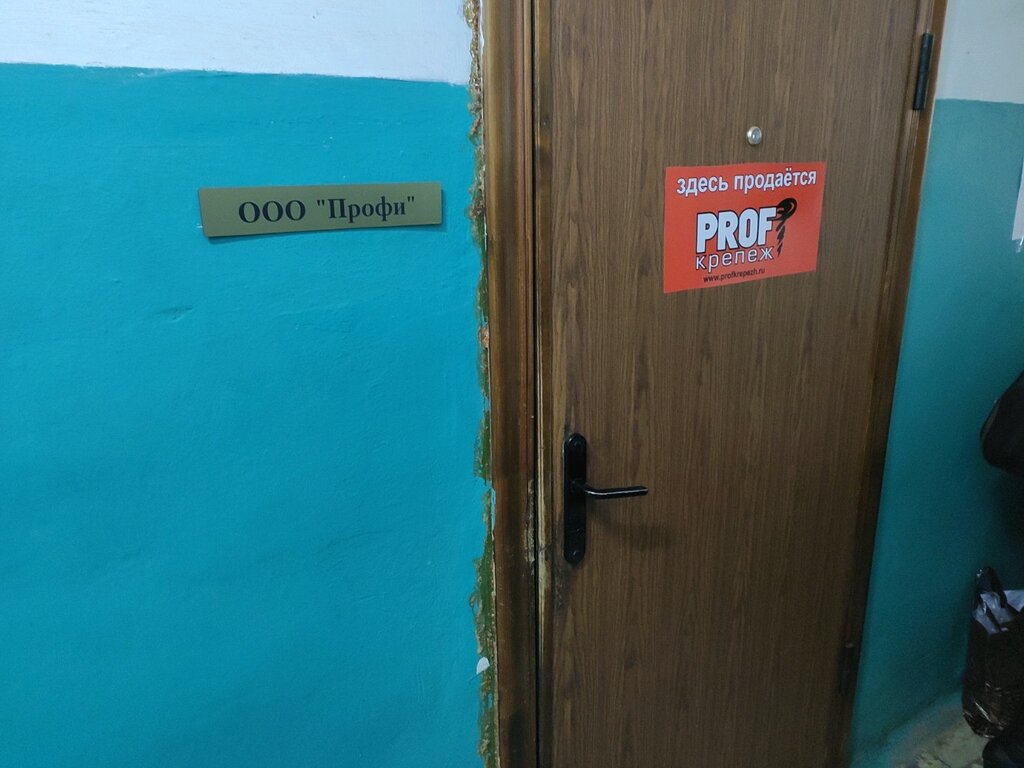 ООО "Профи"
здесь продаётся
PROF
крепеж
www.profkrepezh.ru